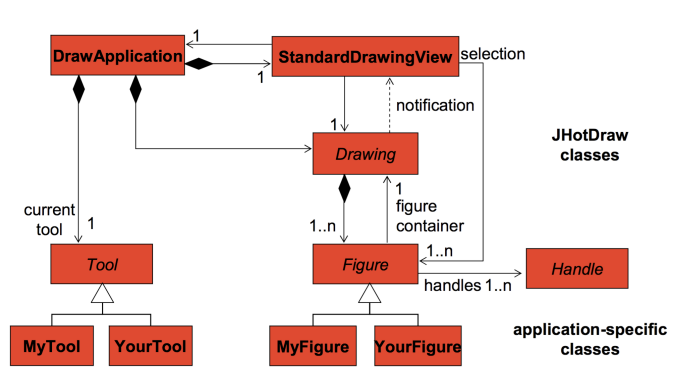 1
DrawApplication
StandardDrawingView
selection
1
notification
1
Drawing
JHotDraw
classes
current
tool
1
1..n
1
figure
container
1..n
Tool
Figure
Handle
handles 1..n
MyTool
YourTool
MyFigure
YourFigure
application-specific
classes